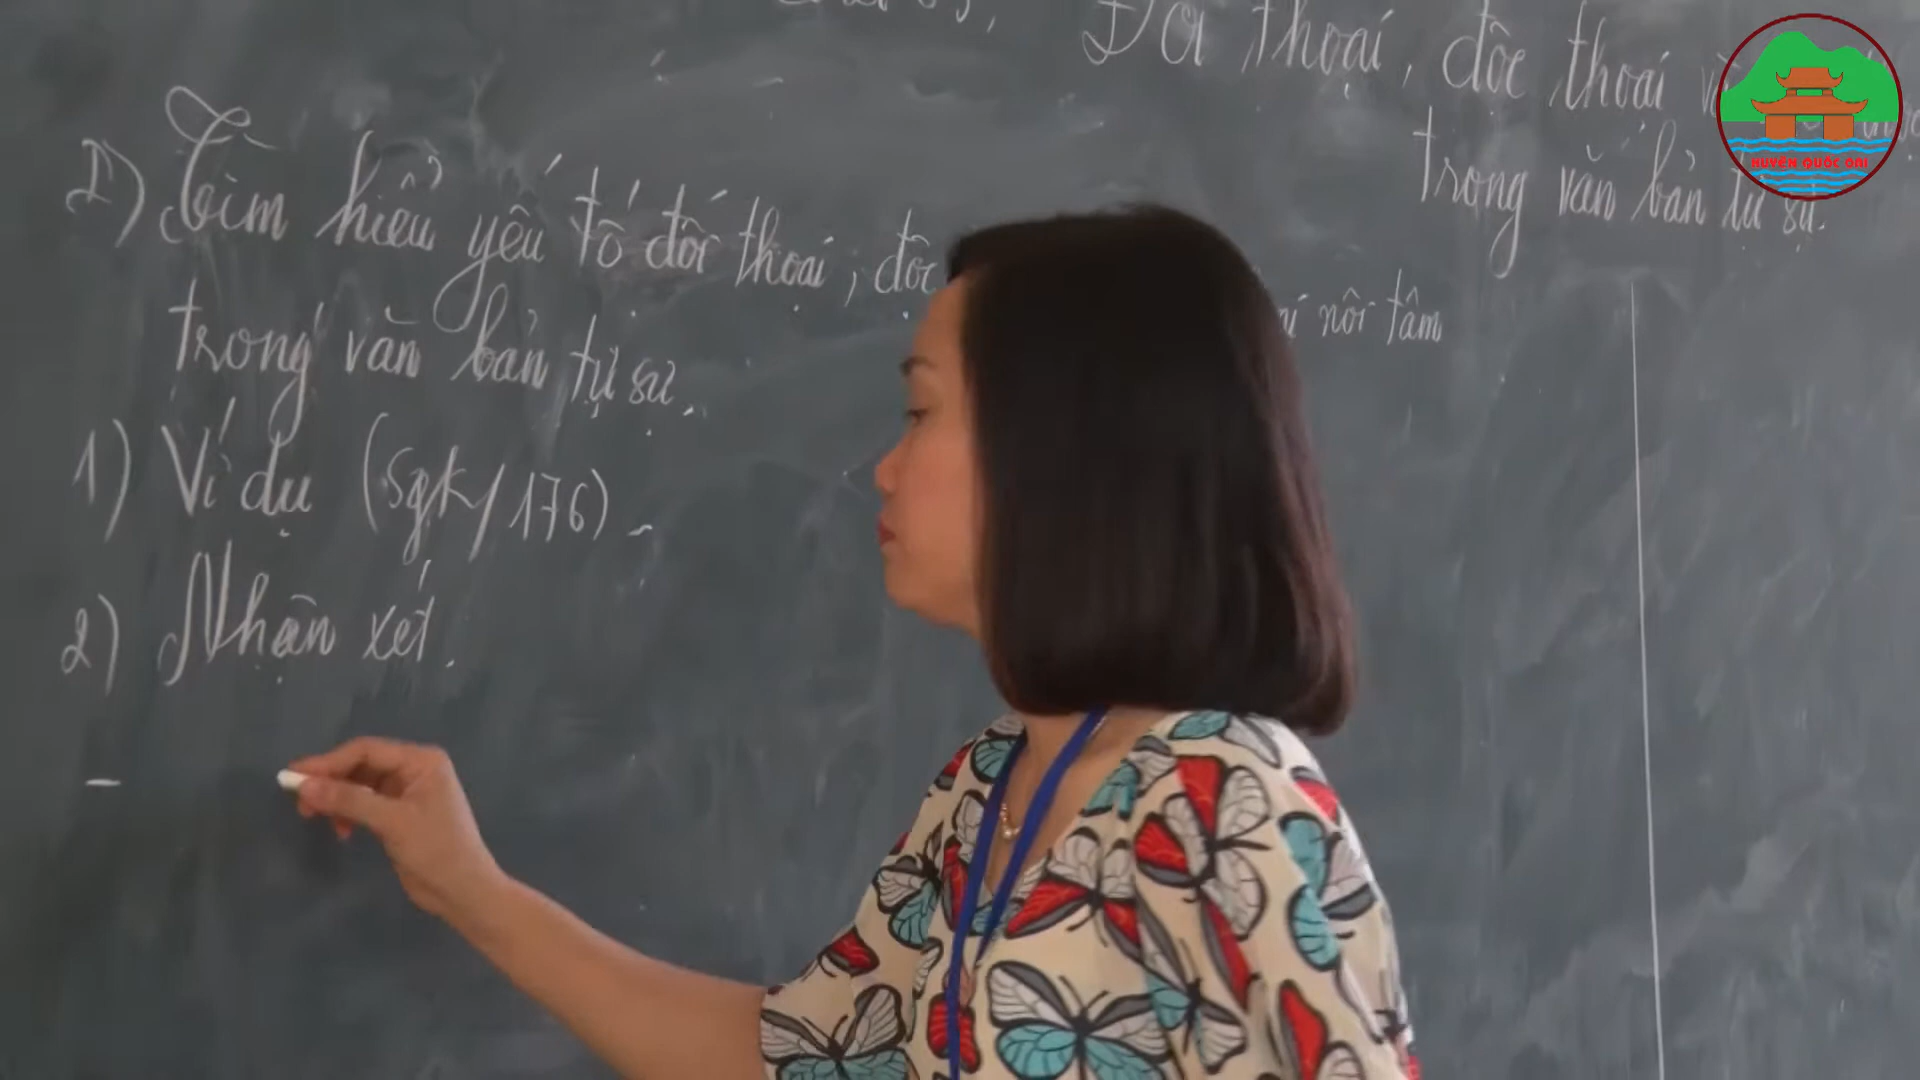 Đối thoại, độc thoại
trong văn bản tự sự.
HUYỆN QUỐC OAI
I) Tìm hiểu yếu tố đối thoại, độc nội tâm
trong văn bản tự sự.
1) Ví dụ (sgk/176)
2) Nhận xét.
-